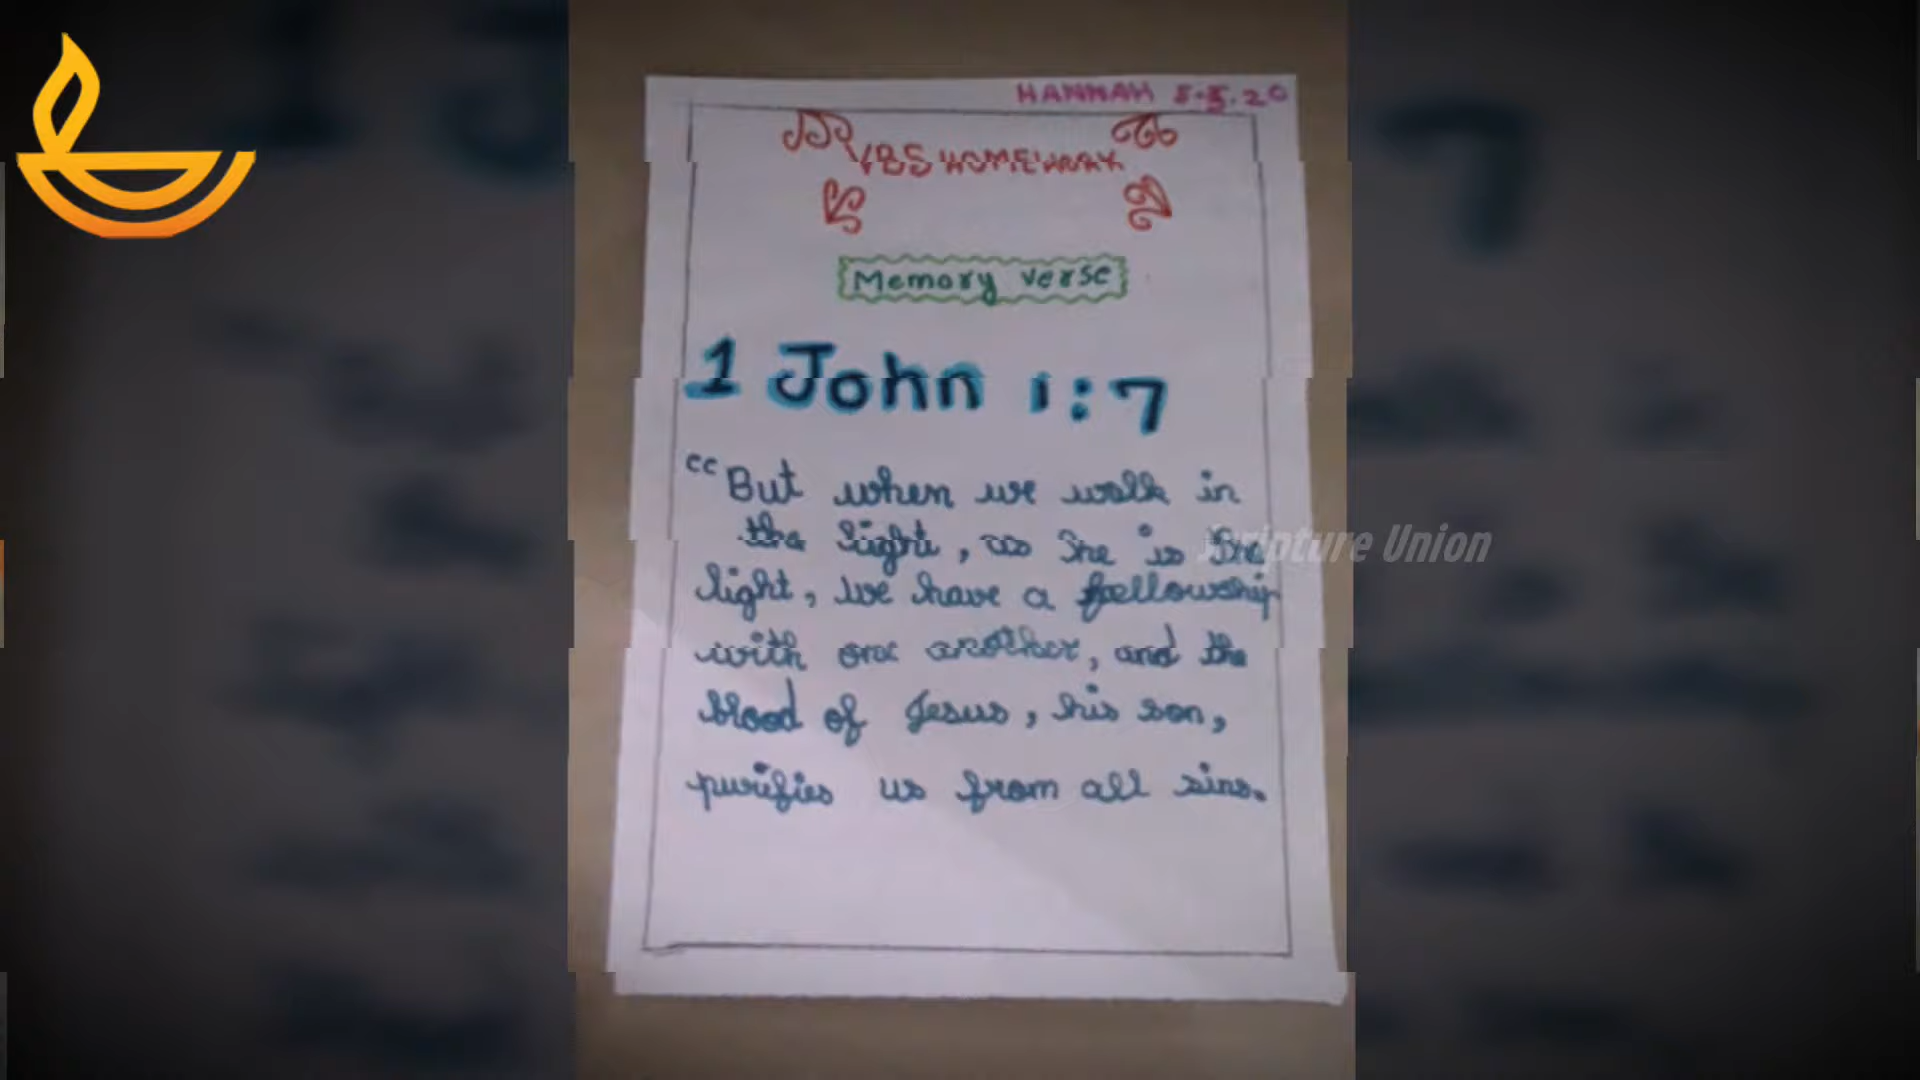 HANNAH 5.5.20
VBS HOMEWORK
Memory verse
1 John 1:7
“But when we walk in
the light, as he is the
light, we have a fellowship
with one another, and the
blood of Jesus, his son,
purifies us from all sins.
Scripture Union